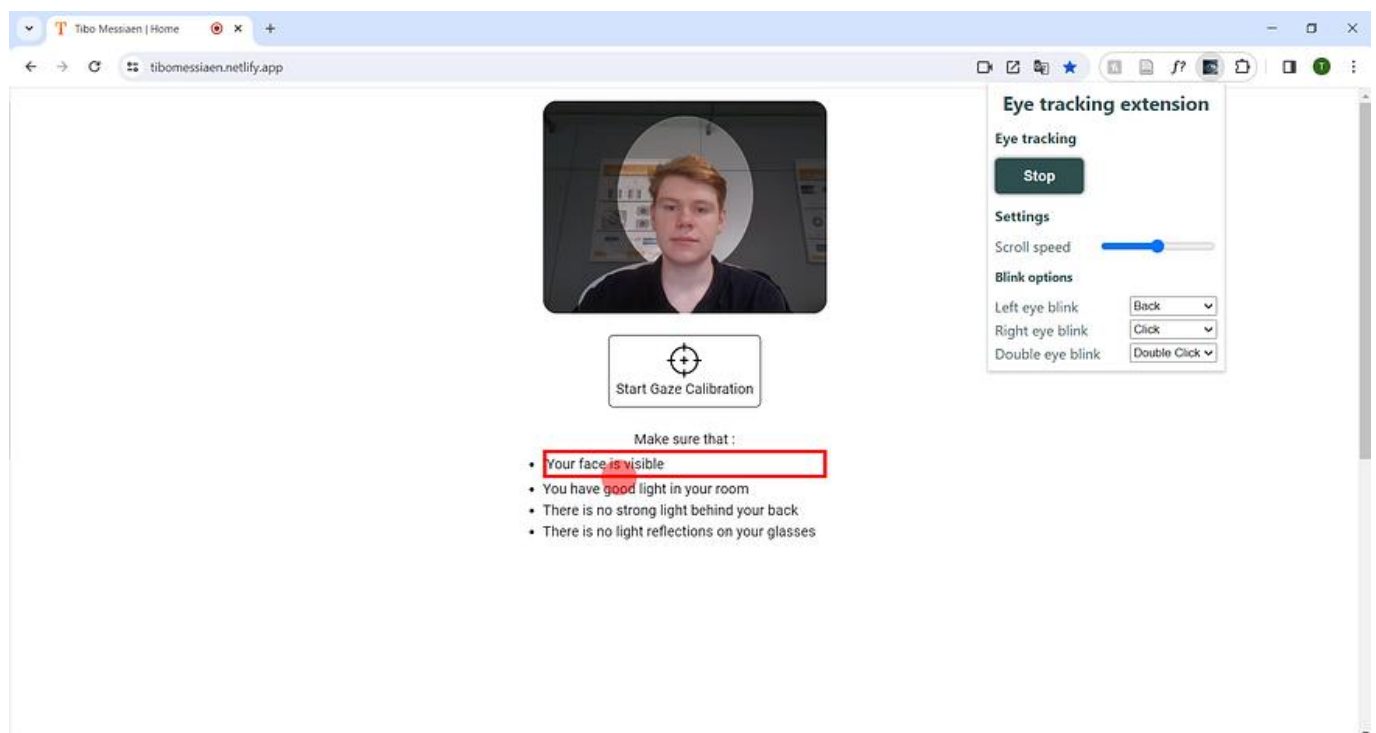 Tibo Messiaen | Home
tibomessiaen.netlify.app
f?
T
Eye tracking extension
Eye tracking
Stop
Settings
Scroll speed
Blink options
Left eye blink Back
Right eye blink Click
Double eye blink Double Click
Start Gaze Calibration
Make sure that :
Your face is visible
You have good light in your room
There is no strong light behind your back
There is no light reflections on your glasses